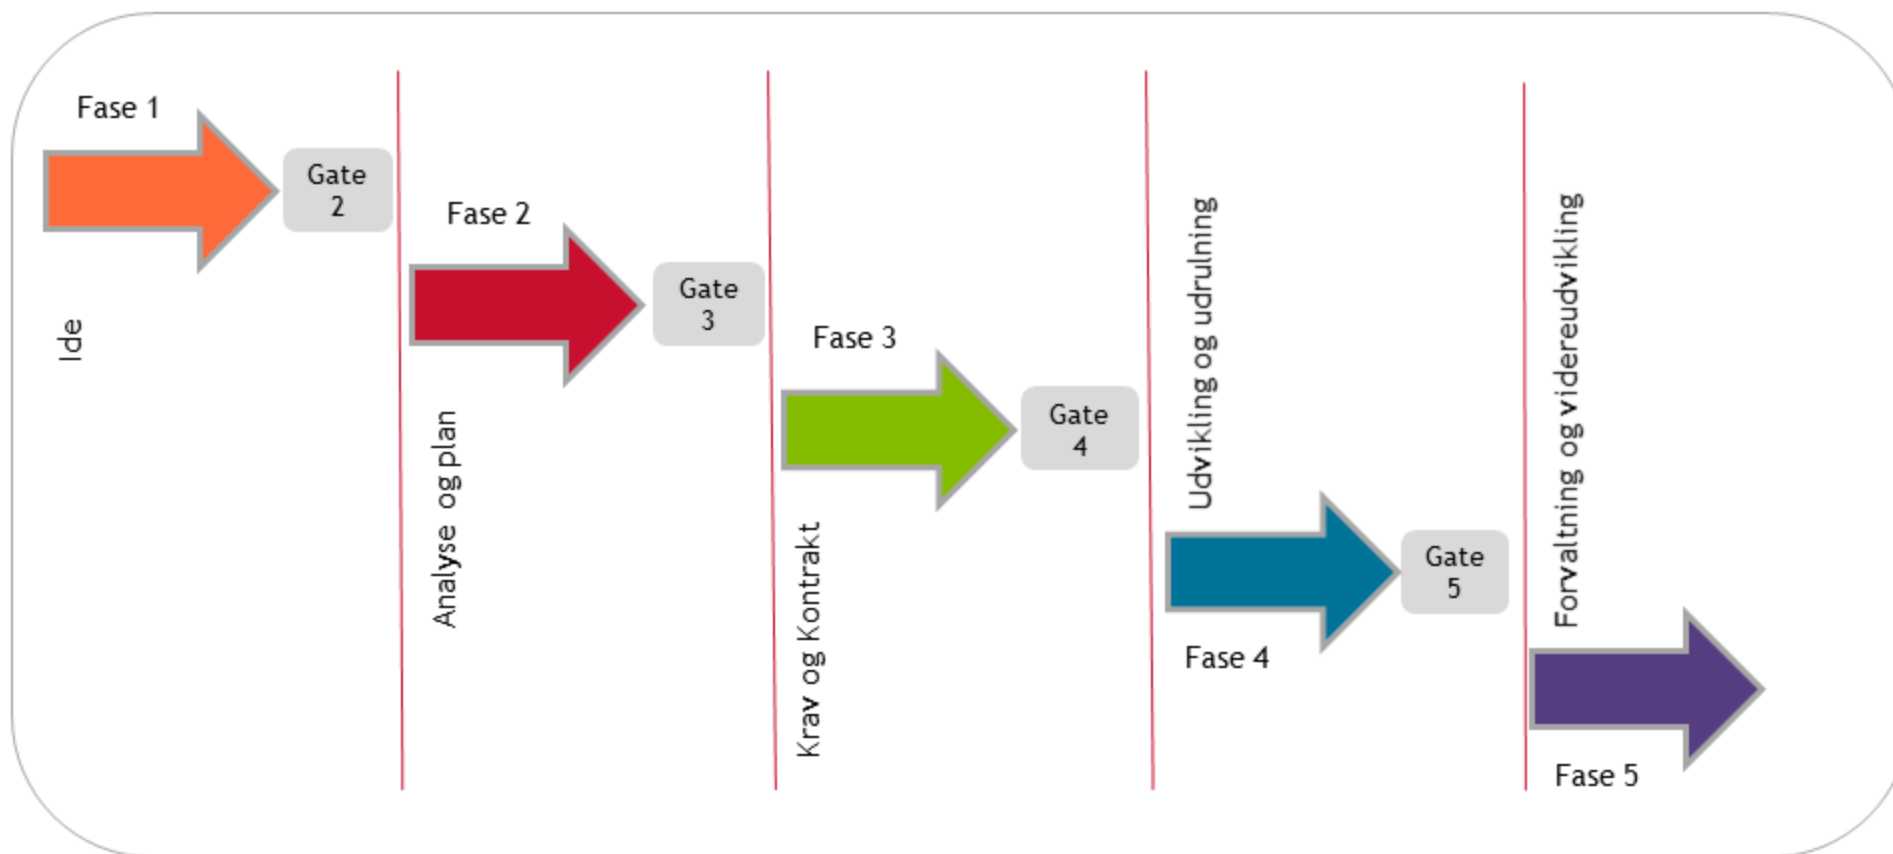 Fase 1
Gate
2
Ide
Fase 2
Gate
3
Analyse og plan
Fase 3
Gate
4
Krav og Kontrakt
Udvikling og udrulning
Gate
5
Fase 4
Forvaltning og videreudvikling
Fase 5